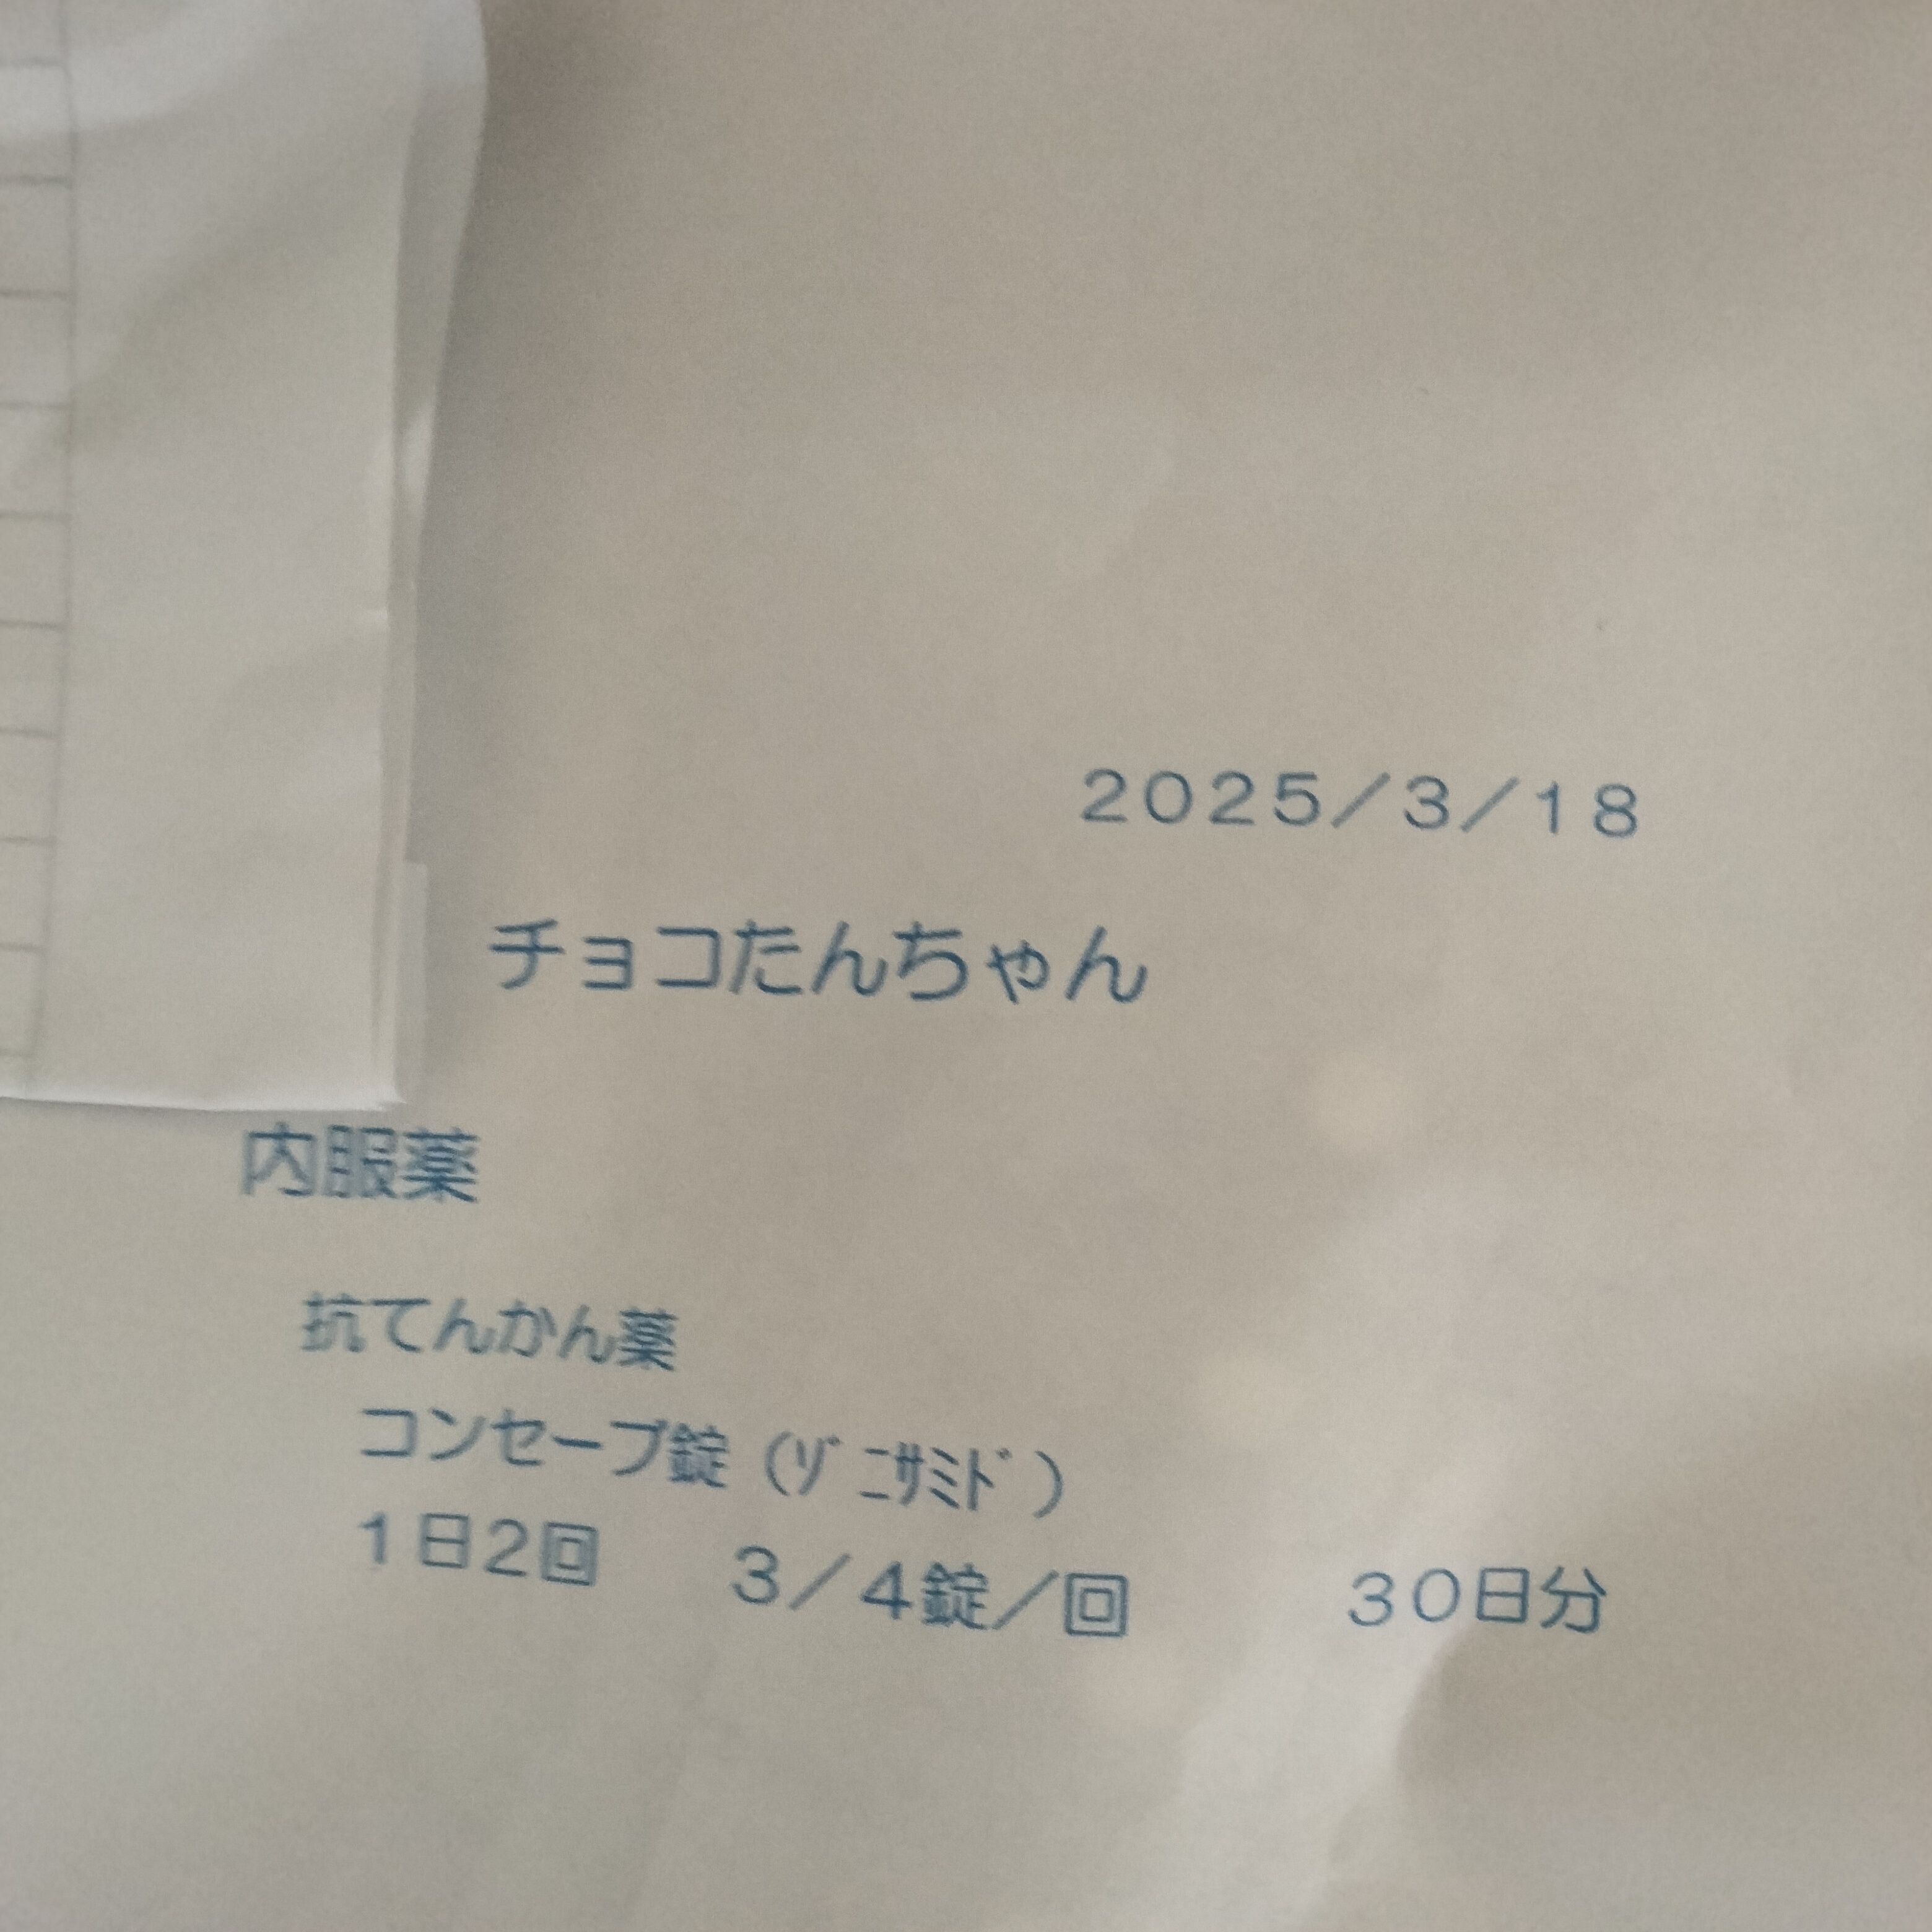 ２０２５／３／１８
チョコたんちゃん
内服薬
抗てんかん薬
コンセーブ錠（ｿﾞﾆｻﾐﾄﾞ）
１日２回　３／４錠／回　３０日分